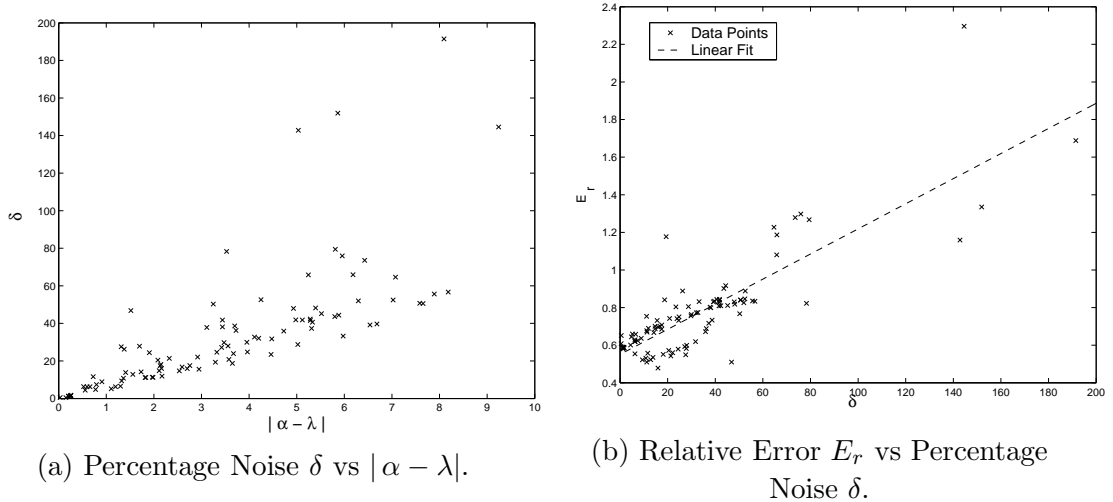 200
180
160
140
120
100
80
60
40
20
0
δ
0 1 2 3 4 5 6 7 8 9 10
| α – λ |
(a) Percentage Noise δ vs | α − λ|.
2.4
2.2
2
1.8
1.6
1.4
1.2
1
0.8
0.6
0.4
E_r
Data Points
Linear Fit
0 20 40 60 80 100 120 140 160 180 200
δ
(b) Relative Error E_r vs Percentage
Noise δ.